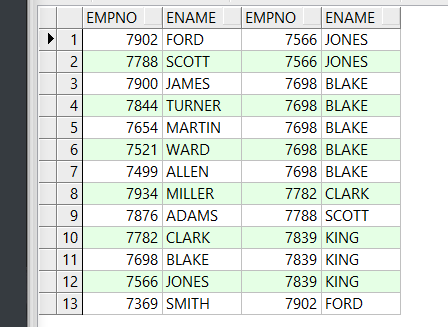 EMPNO ENAME EMPNO ENAME
1 7902 FORD 7566 JONES
2 7788 SCOTT 7566 JONES
3 7900 JAMES 7698 BLAKE
4 7844 TURNER 7698 BLAKE
5 7654 MARTIN 7698 BLAKE
6 7521 WARD 7698 BLAKE
7 7499 ALLEN 7698 BLAKE
8 7934 MILLER 7782 CLARK
9 7876 ADAMS 7788 SCOTT
10 7782 CLARK 7839 KING
11 7698 BLAKE 7839 KING
12 7566 JONES 7839 KING
13 7369 SMITH 7902 FORD